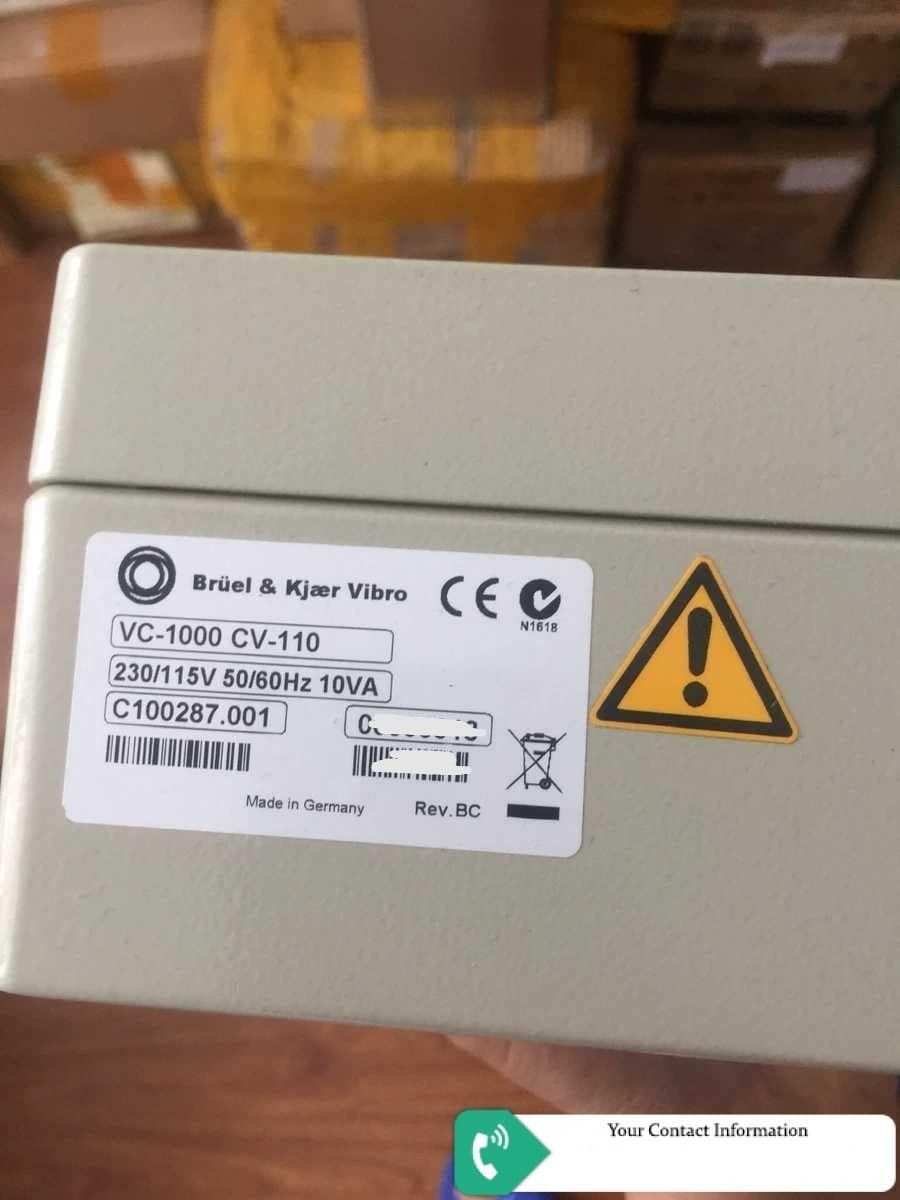 Brüel & Kjær Vibro
CE
N1618
VC-1000 CV-110
230/115V 50/60Hz 10VA
C100287.001
Made in Germany
Rev.BC
Your Contact Information